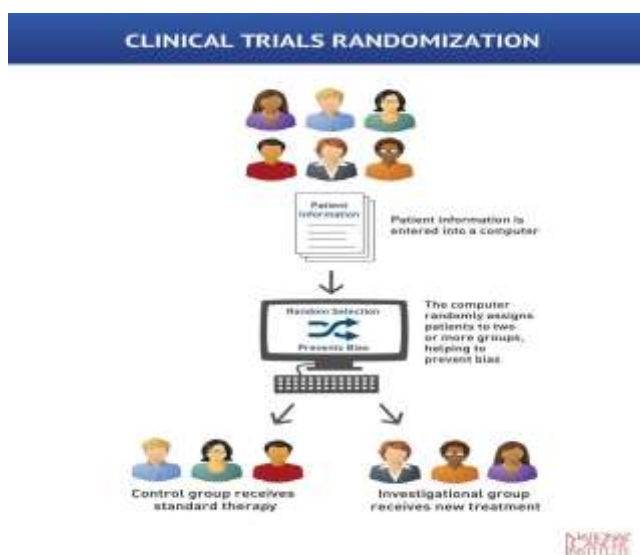 CLINICAL TRIALS RANDOMIZATION
Patient
Information
Patient information is
entered into a computer
Random Selection
Prevents Bias
The computer
randomly assigns
patients to two
or more groups,
helping to
prevent bias
Control group receives
standard therapy
Investigational group
receives new treatment